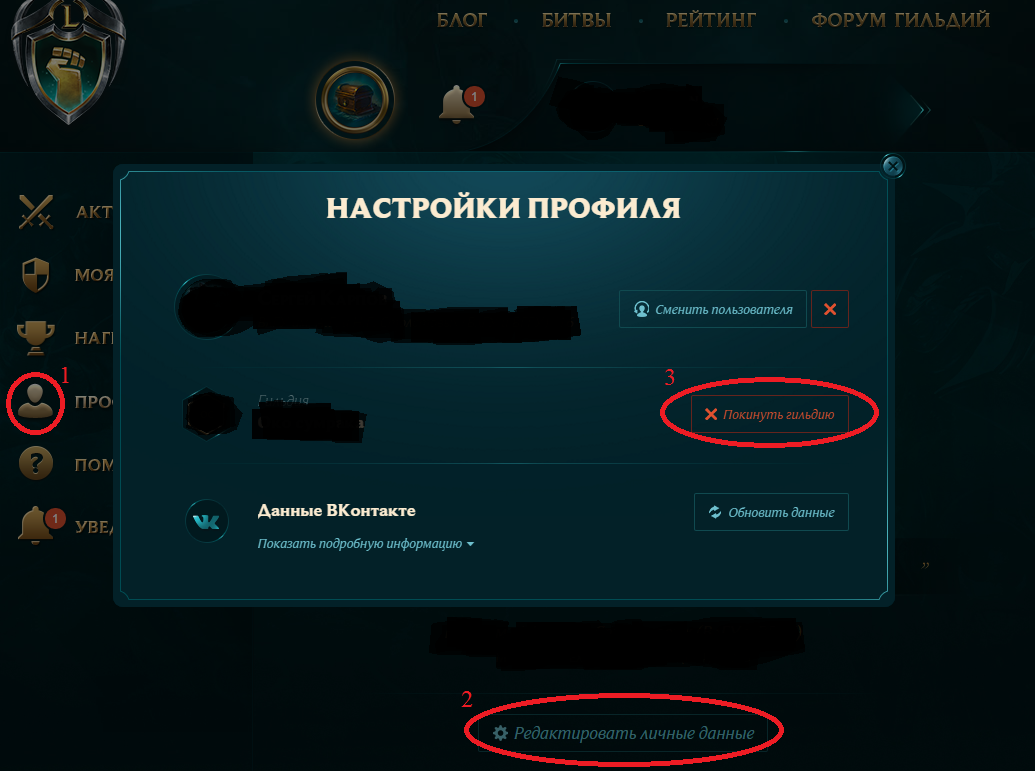 L
БЛОГ • БИТВЫ • РЕЙТИНГ • ФОРУМ ГИЛЬДИЙ
1
НАСТРОЙКИ ПРОФИЛЯ
АКТ
МОЯ
Сменить пользователя
НАГ
1
3
ПРО
Гильдия
Покинуть гильдию
?
ПОМ
1
УВЕД
Данные ВКонтакте
Обновить данные
Показать подробную информацию
2
Редактировать личные данные